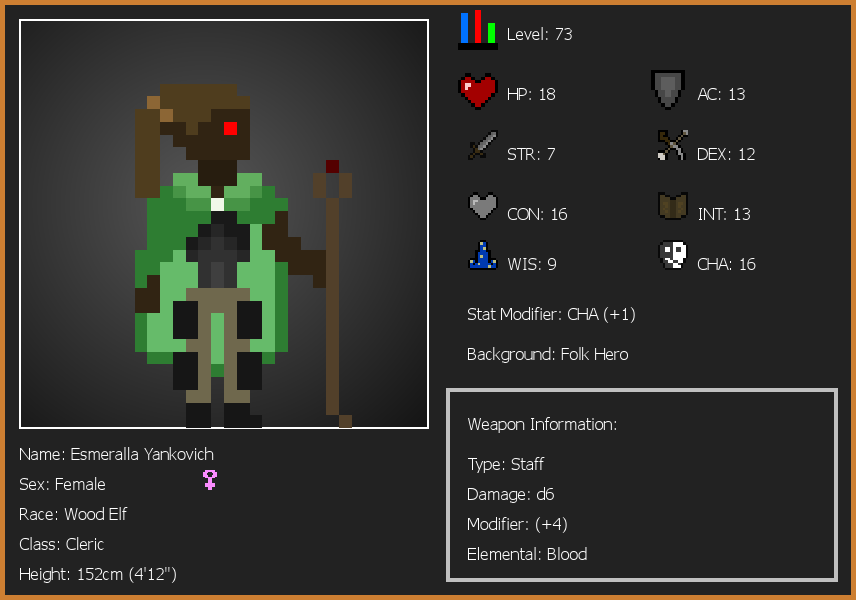 Level: 73
HP: 18
AC: 13
STR: 7
DEX: 12
CON: 16
INT: 13
WIS: 9
CHA: 16
Stat Modifier: CHA (+1)
Background: Folk Hero
Weapon Information:
Type: Staff
Damage: d6
Modifier: (+4)
Elemental: Blood
Name: Esmeralla Yankovich
Sex: Female
Race: Wood Elf
Class: Cleric
Height: 152cm (4'12")